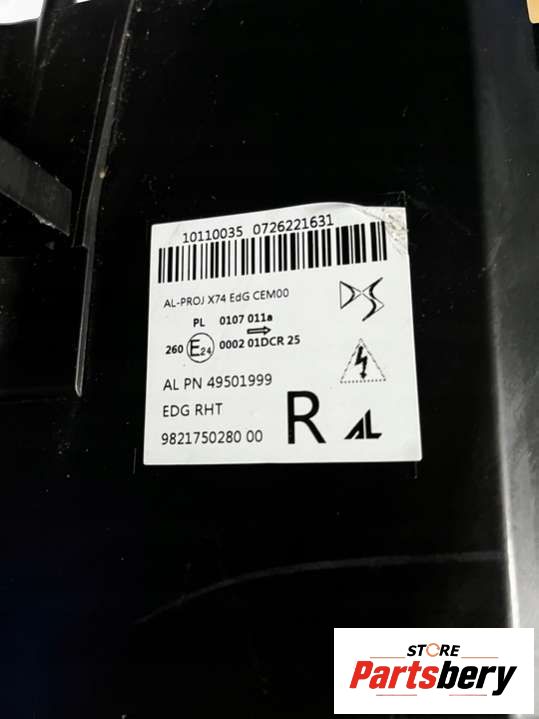 10110035 0726221631
AL-PROJ X74 EdG CEM00
DS
PL 0107 011a
260 E24 0002 01DCR 25
AL PN 49501999
EDG RHT
9821750280 00
R AL
STORE
Partsbery